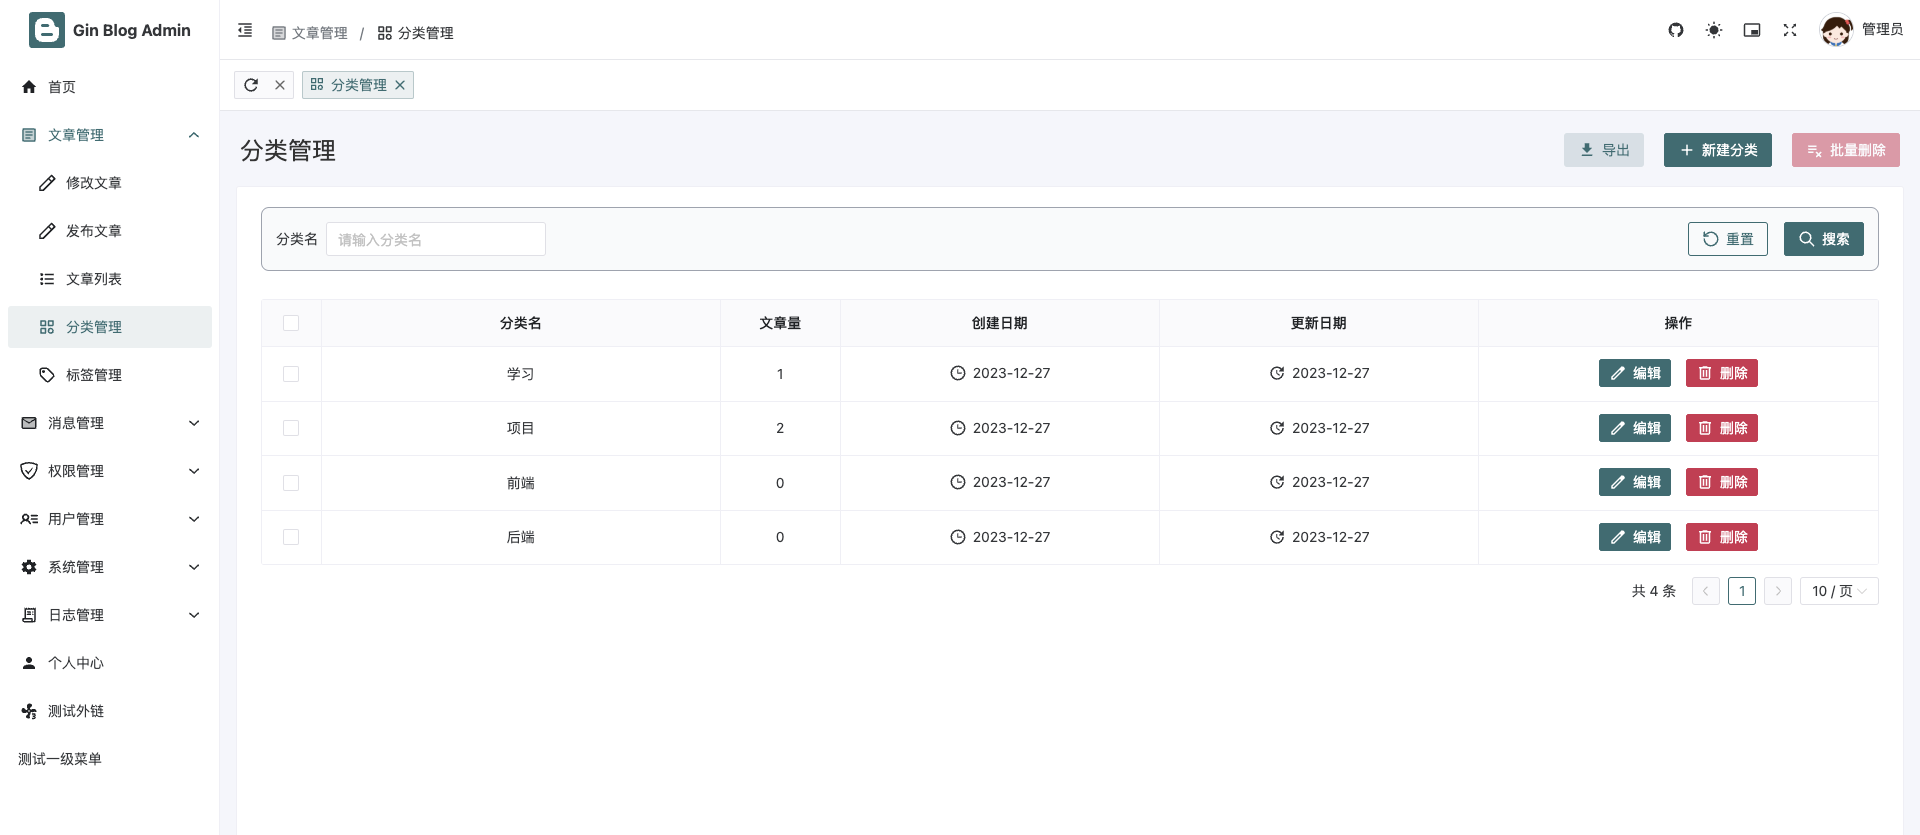 Gin Blog Admin
首页
文章管理
修改文章
发布文章
文章列表
分类管理
标签管理
消息管理
权限管理
用户管理
系统管理
日志管理
个人中心
测试外链
测试一级菜单
文章管理 / 分类管理
管理员
分类管理
分类管理
导出
新建分类
批量删除
分类名 请输入分类名
重置
搜索
分类名 文章量 创建日期 更新日期 操作
学习 1 2023-12-27 2023-12-27 编辑 删除
项目 2 2023-12-27 2023-12-27 编辑 删除
前端 0 2023-12-27 2023-12-27 编辑 删除
后端 0 2023-12-27 2023-12-27 编辑 删除
共 4 条 1 10 / 页